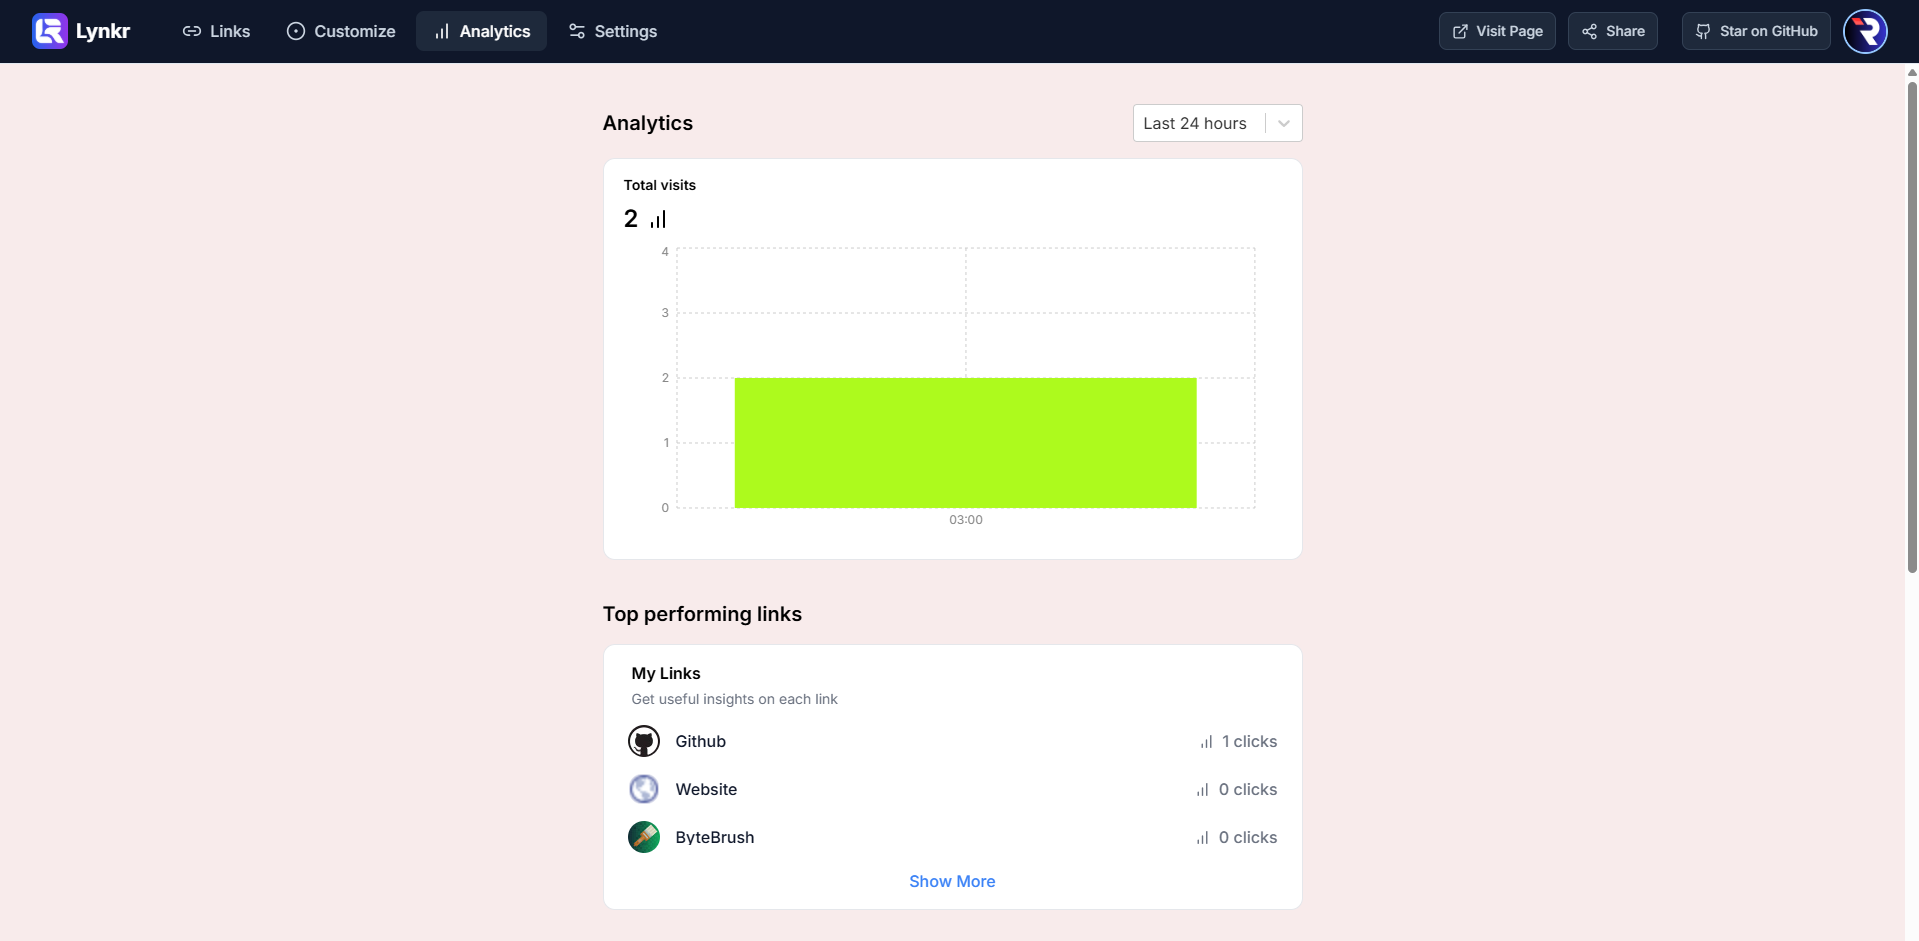 Lynkr
Links
Customize
Analytics
Settings
Visit Page
Share
Star on GitHub
Analytics
Last 24 hours
Total visits
2
4
3
2
1
0
03:00
Top performing links
My Links
Get useful insights on each link
Github 1 clicks
Website 0 clicks
ByteBrush 0 clicks
Show More